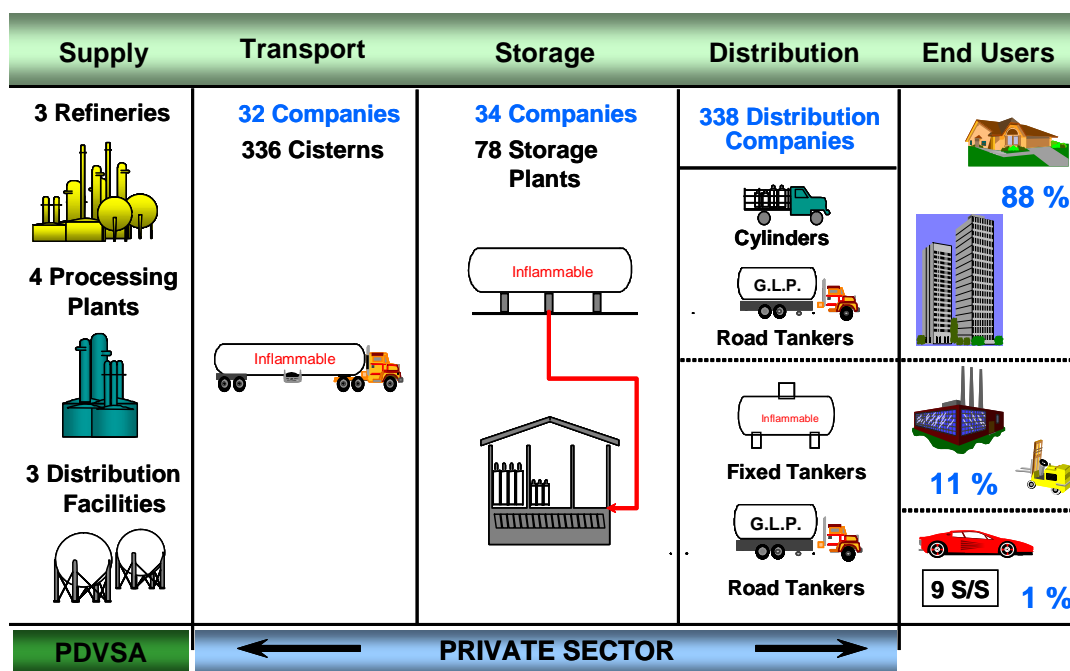 Supply
Transport
Storage
Distribution
End Users
3 Refineries
4 Processing
Plants
3 Distribution
Facilities
32 Companies
336 Cisterns
Inflammable
34 Companies
78 Storage
Plants
Inflammable
338 Distribution
Companies
Cylinders
G.L.P.
Road Tankers
Inflammable
Fixed Tankers
G.L.P.
Road Tankers
88 %
11 %
9 S/S
1 %
PDVSA
PRIVATE SECTOR